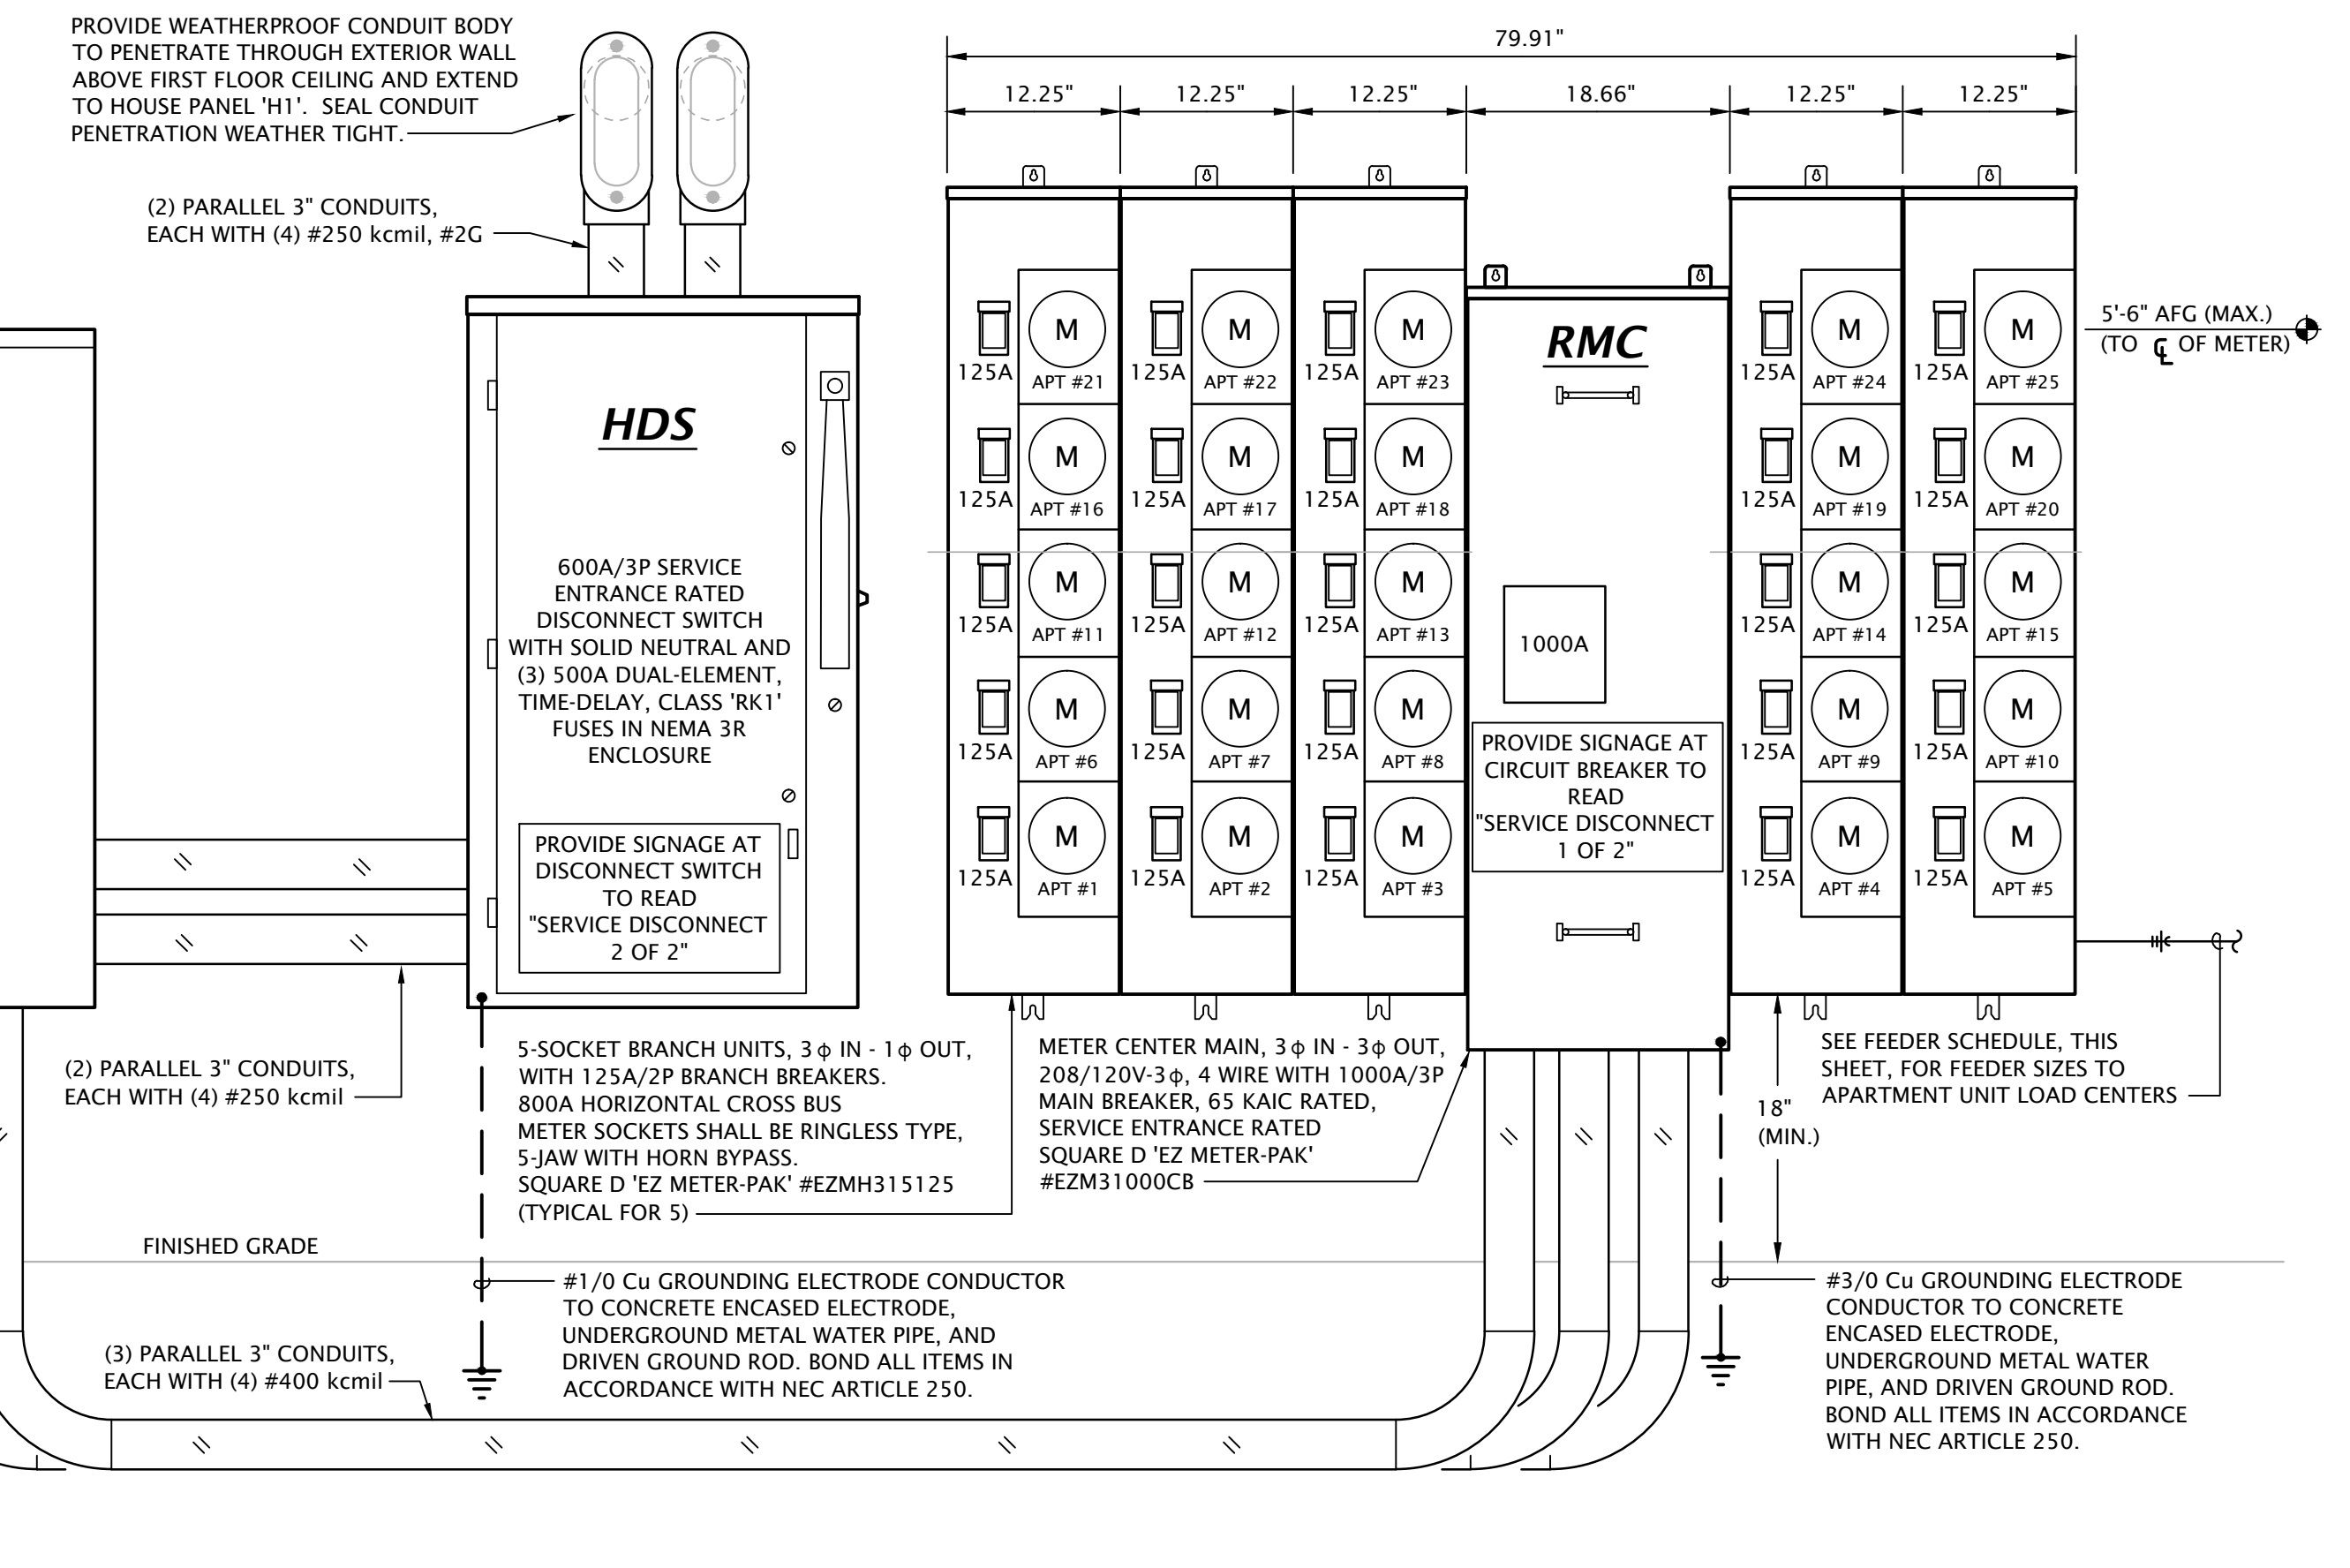 PROVIDE WEATHERPROOF CONDUIT BODY
TO PENETRATE THROUGH EXTERIOR WALL
ABOVE FIRST FLOOR CEILING AND EXTEND
TO HOUSE PANEL 'H1'.  SEAL CONDUIT
PENETRATION WEATHER TIGHT.
(2) PARALLEL 3" CONDUITS,
EACH WITH (4) #250 kcmil, #2G
79.91"
12.25"
12.25"
12.25"
18.66"
12.25"
12.25"
HDS
600A/3P SERVICE
ENTRANCE RATED
DISCONNECT SWITCH
WITH SOLID NEUTRAL AND
(3) 500A DUAL-ELEMENT,
TIME-DELAY, CLASS 'RK1'
FUSES IN NEMA 3R
ENCLOSURE
PROVIDE SIGNAGE AT
DISCONNECT SWITCH
TO READ
"SERVICE DISCONNECT
2 OF 2"
M M M M M
125A APT #21 125A APT #22 125A APT #23 125A APT #24 125A APT #25
M M M M M
125A APT #16 125A APT #17 125A APT #18 125A APT #19 125A APT #20
M M M M M
125A APT #11 125A APT #12 125A APT #13 125A APT #14 125A APT #15
M M M M M
125A APT #6 125A APT #7 125A APT #8 125A APT #9 125A APT #10
M M M M M
125A APT #1 125A APT #2 125A APT #3 125A APT #4 125A APT #5
RMC
1000A
PROVIDE SIGNAGE AT
CIRCUIT BREAKER TO
READ
"SERVICE DISCONNECT
1 OF 2"
5'-6" AFG (MAX.)
(TO ℄ OF METER)
(2) PARALLEL 3" CONDUITS,
EACH WITH (4) #250 kcmil
5-SOCKET BRANCH UNITS, 3ϕ IN - 1ϕ OUT,
WITH 125A/2P BRANCH BREAKERS.
800A HORIZONTAL CROSS BUS
METER SOCKETS SHALL BE RINGLESS TYPE,
5-JAW WITH HORN BYPASS.
SQUARE D 'EZ METER-PAK' #EZMH315125
(TYPICAL FOR 5)
METER CENTER MAIN, 3ϕ IN - 3ϕ OUT,
208/120V-3ϕ, 4 WIRE WITH 1000A/3P
MAIN BREAKER, 65 KAIC RATED,
SERVICE ENTRANCE RATED
SQUARE D 'EZ METER-PAK'
#EZM31000CB
18"
(MIN.)
SEE FEEDER SCHEDULE, THIS
SHEET, FOR FEEDER SIZES TO
APARTMENT UNIT LOAD CENTERS
FINISHED GRADE
#1/0 Cu GROUNDING ELECTRODE CONDUCTOR
TO CONCRETE ENCASED ELECTRODE,
UNDERGROUND METAL WATER PIPE, AND
DRIVEN GROUND ROD. BOND ALL ITEMS IN
ACCORDANCE WITH NEC ARTICLE 250.
(3) PARALLEL 3" CONDUITS,
EACH WITH (4) #400 kcmil
#3/0 Cu GROUNDING ELECTRODE
CONDUCTOR TO CONCRETE
ENCASED ELECTRODE,
UNDERGROUND METAL WATER
PIPE, AND DRIVEN GROUND ROD.
BOND ALL ITEMS IN ACCORDANCE
WITH NEC ARTICLE 250.